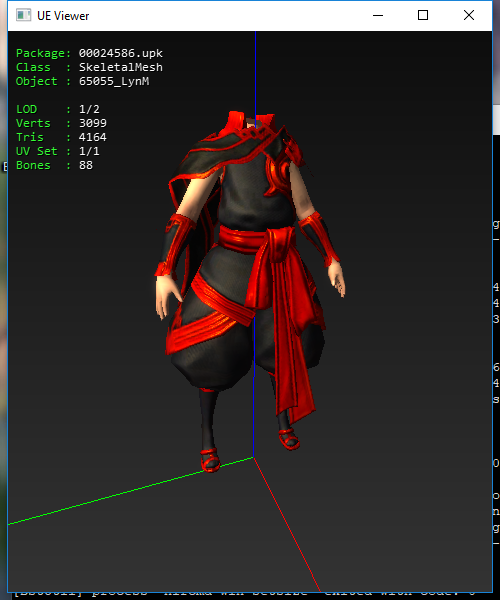 UE Viewer
Package: 00024586.upk
Class : SkeletalMesh
Object : 65055_LynM
LOD : 1/2
Verts : 3099
Tris : 4164
UV Set : 1/1
Bones : 88